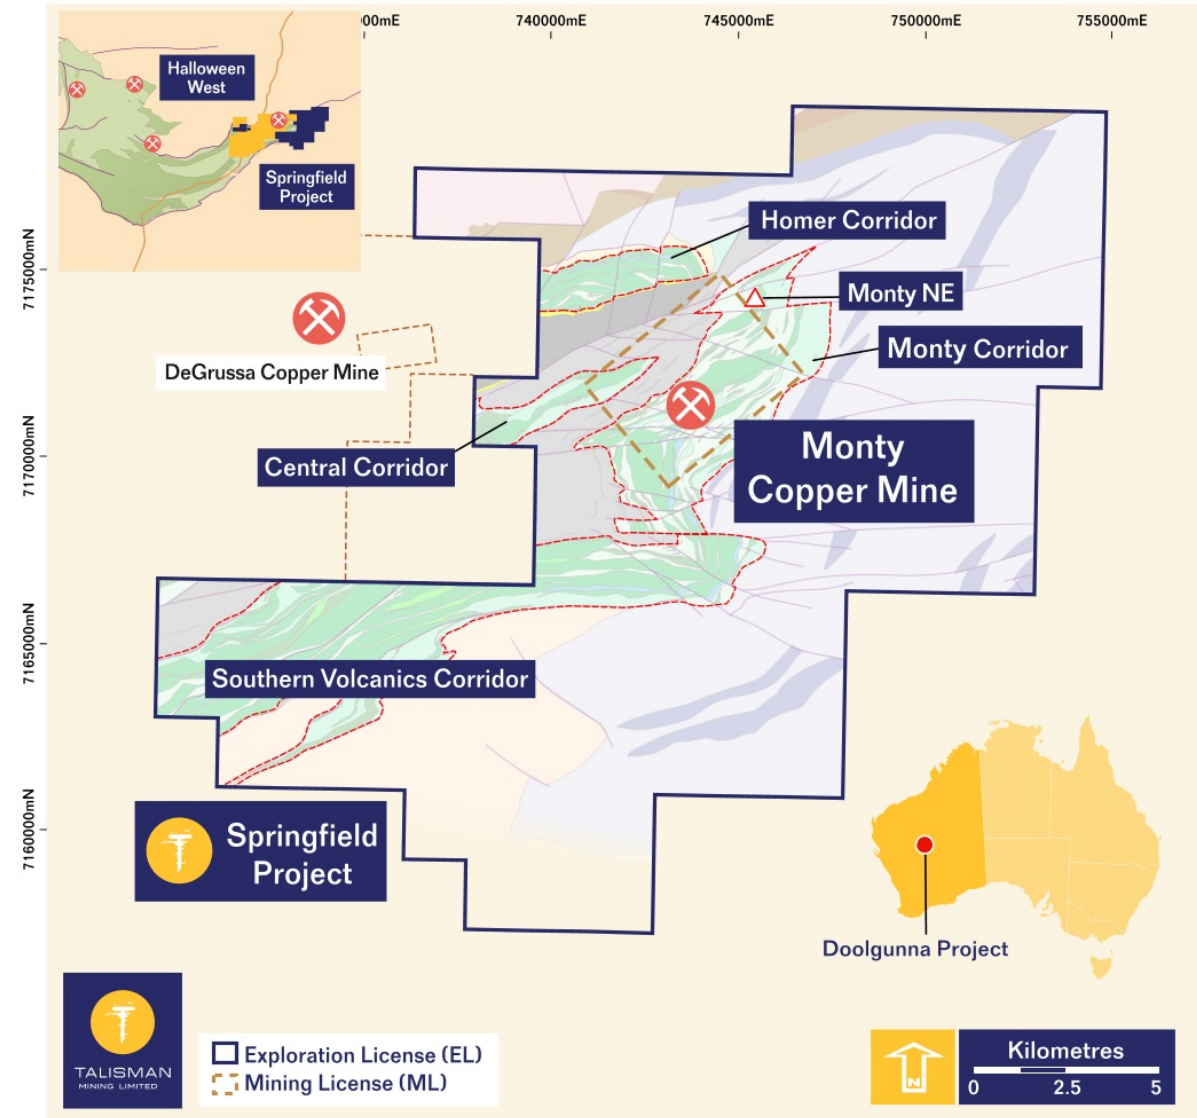 00mE
740000mE
745000mE
750000mE
755000mE
Halloween
West
Springfield
Project
7175000mN
7170000mN
7165000mN
7160000mN
Homer Corridor
Monty NE
Monty Corridor
DeGrussa Copper Mine
Central Corridor
Monty
Copper Mine
Southern Volcanics Corridor
Springfield
Project
Doolgunna Project
TALISMAN
MINING LIMITED
Exploration License (EL)
Mining License (ML)
N
Kilometres
0
2.5
5